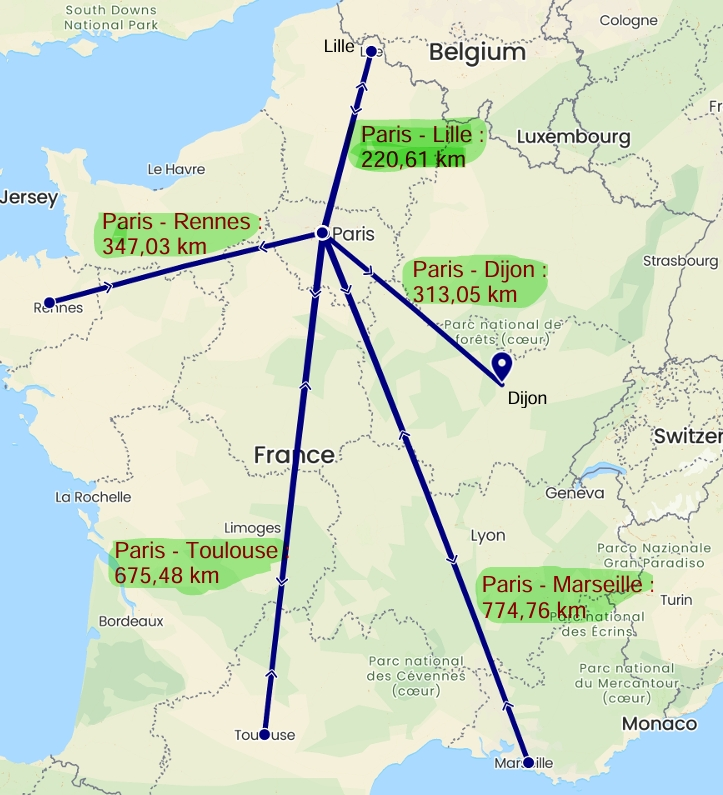 South Downs
National Park
Cologne
Lille
Belgium
Paris - Lille :
220,61 km
Luxembourg
Le Havre
Jersey
Paris - Rennes :
347,03 km
Paris
Strasbourg
Paris - Dijon :
313,05 km
Rennes
Parc national de
forêts (cœur)
Dijon
France
Switzer
La Rochelle
Geneva
Limoges
Lyon
Paris - Toulouse :
675,48 km
Parco Nazionale
Gran Paradiso
Paris - Marseille :
774,76 km
Turin
Parc national
des Écrins
Bordeaux
Parc national
des Cévennes
(cœur)
Parc national
du Mercantour
(cœur)
Monaco
Toulouse
Marseille